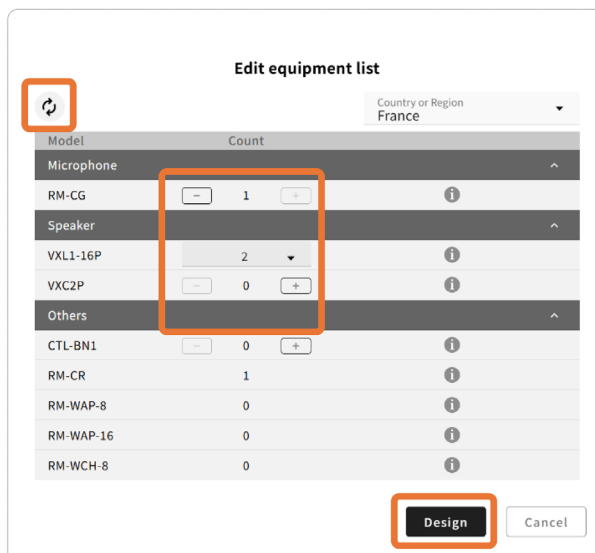 Edit equipment list
Country or Region
France
Model Count
Microphone
RM-CG − 1 +
Speaker
VXL1-16P 2
VXC2P − 0 +
Others
CTL-BN1 − 0 +
RM-CR 1
RM-WAP-8 0
RM-WAP-16 0
RM-WCH-8 0
Design Cancel